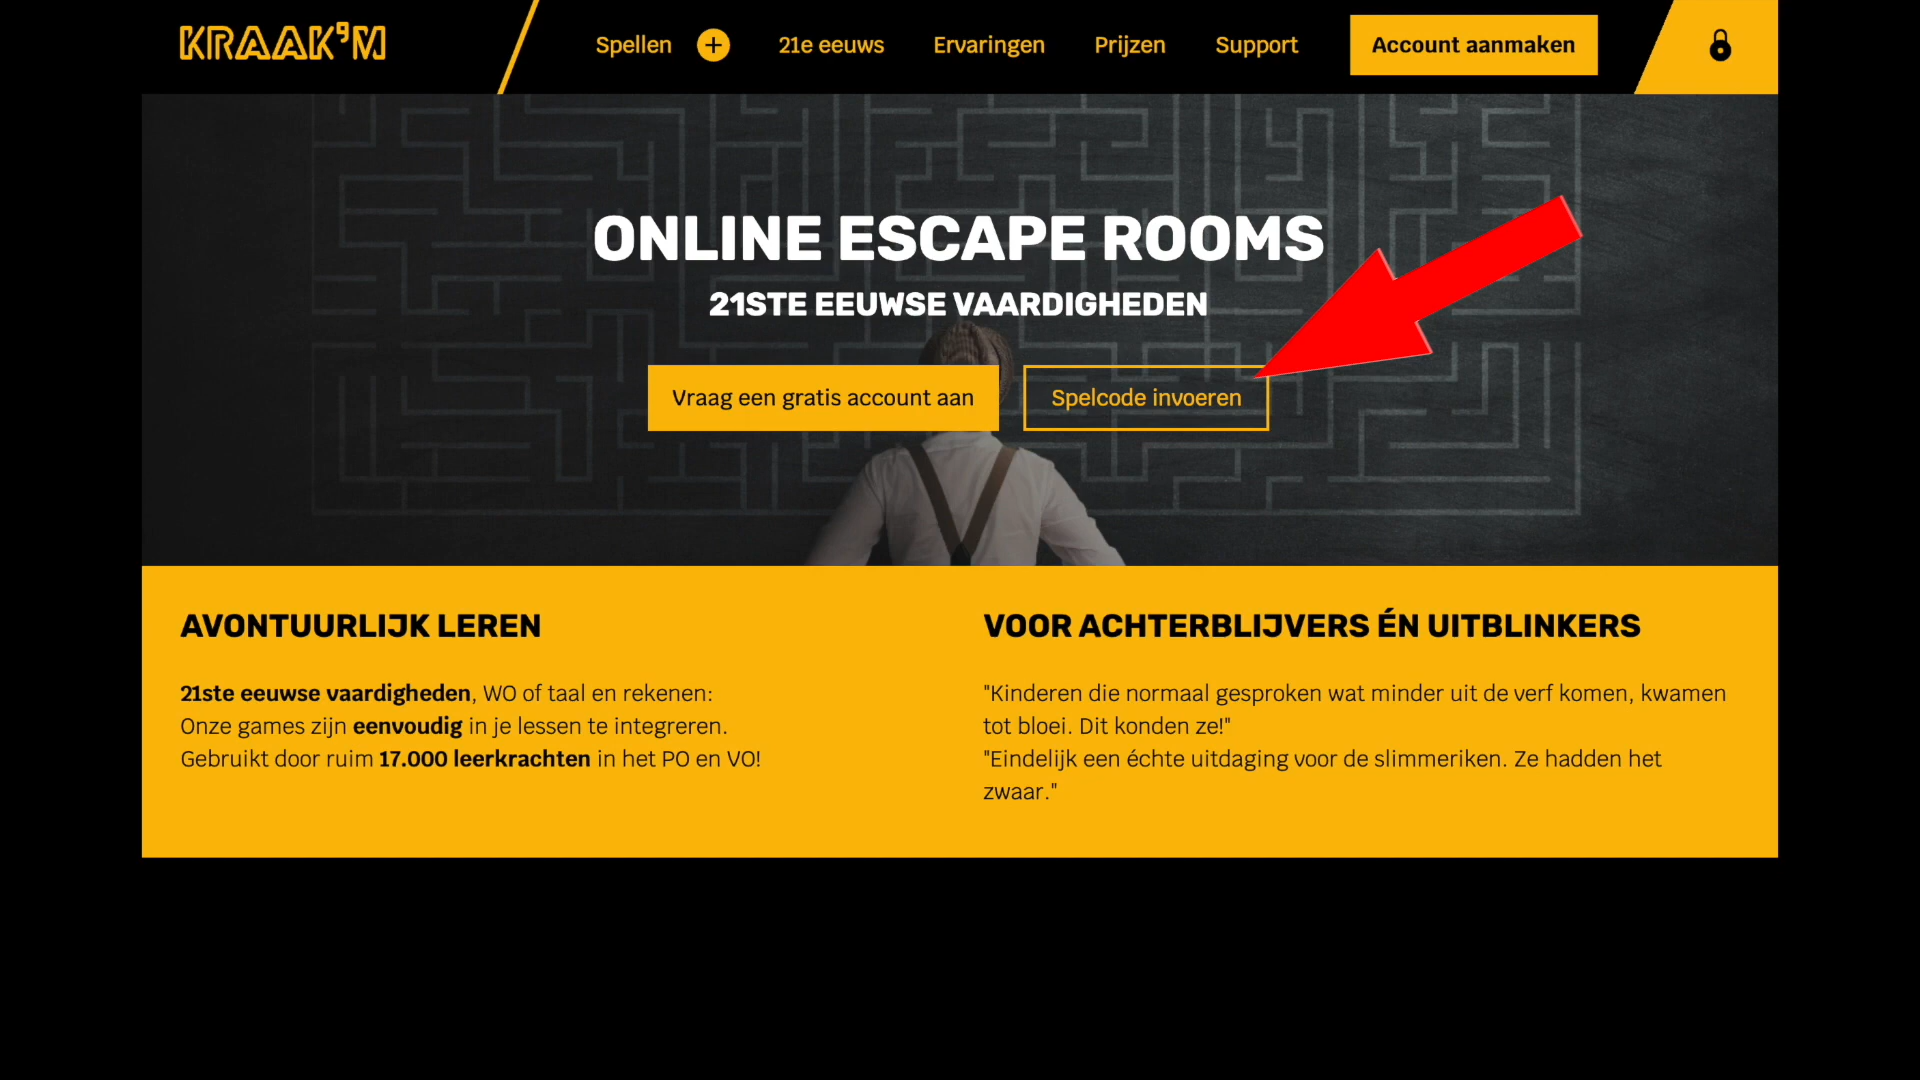 KRAAK'M
Spellen + 21e eeuws Ervaringen Prijzen Support Account aanmaken
ONLINE ESCAPE ROOMS
21STE EEUWSE VAARDIGHEDEN
Vraag een gratis account aan Spelcode invoeren
AVONTUURLIJK LEREN
21ste eeuwse vaardigheden, WO of taal en rekenen:
Onze games zijn eenvoudig in je lessen te integreren.
Gebruikt door ruim 17.000 leerkrachten in het PO en VO!
VOOR ACHTERBLIJVERS ÉN UITBLINKERS
"Kinderen die normaal gesproken wat minder uit de verf komen, kwamen
tot bloei. Dit konden ze!"
"Eindelijk een échte uitdaging voor de slimmeriken. Ze hadden het
zwaar."